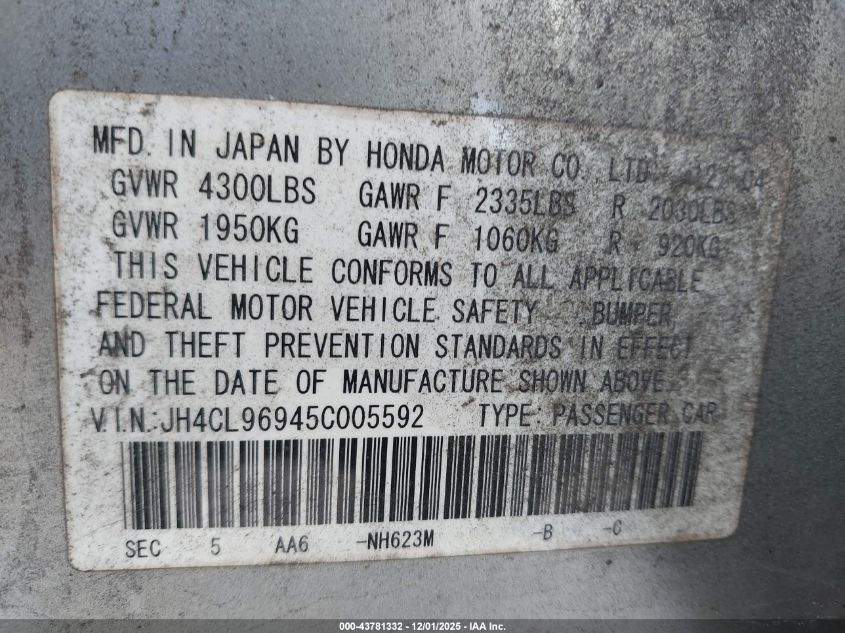 MFD. IN JAPAN BY HONDA MOTOR CO. LTD. 12 04
GVWR 4300LBS GAWR F 2335LBS R 2030LBS
GVWR 1950KG GAWR F 1060KG R 920KG
THIS VEHICLE CONFORMS TO ALL APPLICABLE
FEDERAL MOTOR VEHICLE SAFETY BUMPER
AND THEFT PREVENTION STANDARDS IN EFFECT
ON THE DATE OF MANUFACTURE SHOWN ABOVE.
V.I.N.:JH4CL96945C005592 TYPE: PASSENGER CAR
SEC 5 AA6 -NH623M -B -C
000-43781332 - 12/01/2025 - IAA Inc.